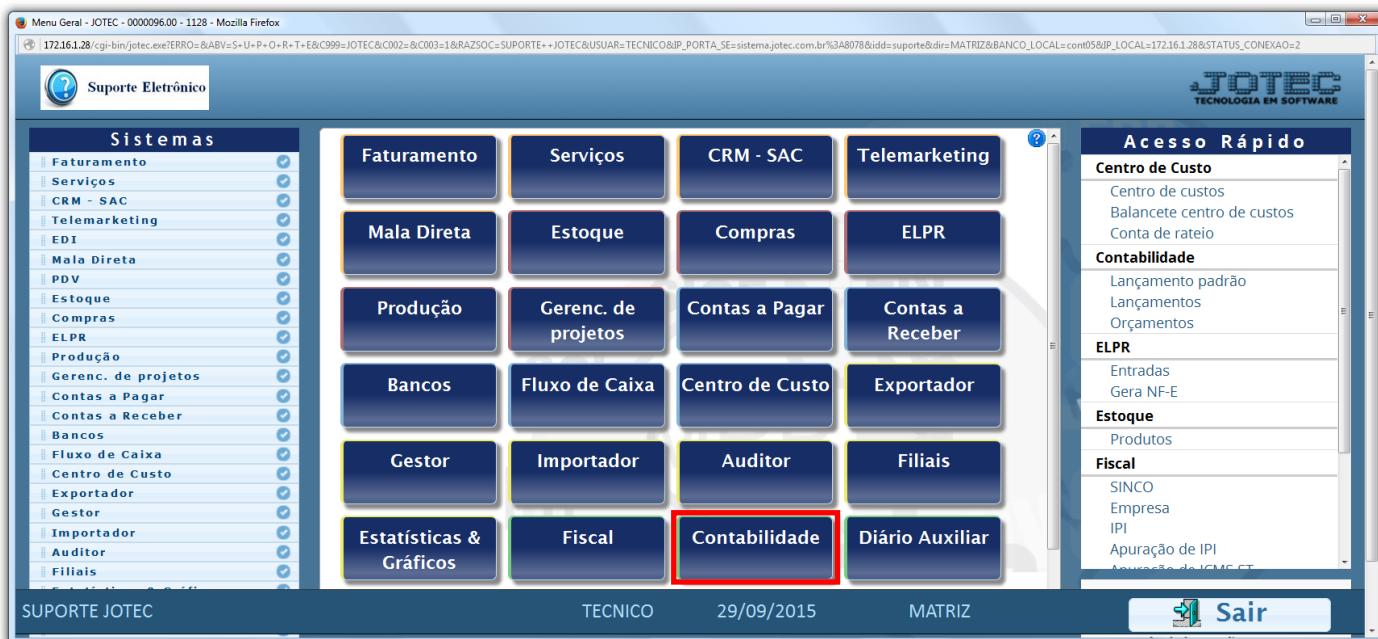 Menu Geral - JOTEC - 0000096.00 - 1128 - Mozilla Firefox
172.16.1.28/cgi-bin/jotec.exe?ERRO=&ABV=S+U+P+O+R+T+E&C999=JOTEC&C002=&C003=1&RAZSOC=SUPORTE++JOTEC&USUAR=TECNICO&IP_PORTA_SE=sistema.jotec.com.br%3A8078&idd=suporte&dir=MATRIZ&BANCO_LOCAL=cont05&IP_LOCAL=172.16.1.28&STATUS_CONEXAO=2
Suporte Eletrônico
JOTEC
TECNOLOGIA EM SOFTWARE
Sistemas
Faturamento
Serviços
CRM - SAC
Telemarketing
EDI
Mala Direta
PDV
Estoque
Compras
ELPR
Produção
Gerenc. de projetos
Contas a Pagar
Contas a Receber
Bancos
Fluxo de Caixa
Centro de Custo
Exportador
Gestor
Importador
Auditor
Filiais
Faturamento
Serviços
CRM - SAC
Telemarketing
Mala Direta
Estoque
Compras
ELPR
Produção
Gerenc. de
projetos
Contas a Pagar
Contas a
Receber
Bancos
Fluxo de Caixa
Centro de Custo
Exportador
Gestor
Importador
Auditor
Filiais
Estatísticas &
Gráficos
Fiscal
Contabilidade
Diário Auxiliar
Acesso Rápido
Centro de Custo
Centro de custos
Balancete centro de custos
Conta de rateio
Contabilidade
Lançamento padrão
Lançamentos
Orçamentos
ELPR
Entradas
Gera NF-E
Estoque
Produtos
Fiscal
SINCO
Empresa
IPI
Apuração de IPI
Apuração de ICMS ST
SUPORTE JOTEC
TECNICO
29/09/2015
MATRIZ
Sair